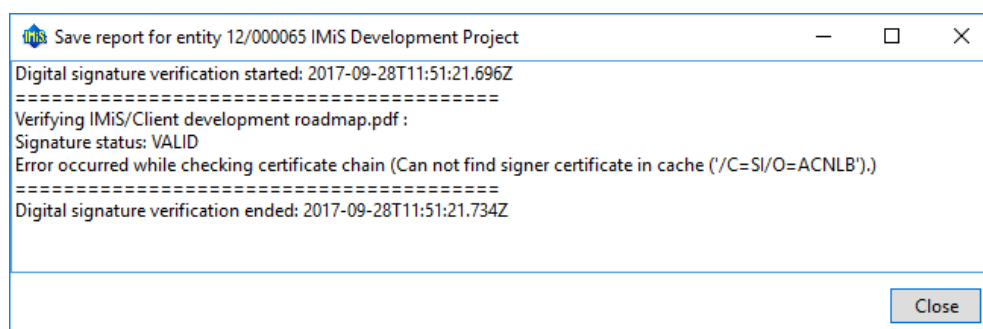 Save report for entity 12/000065 IMiS Development Project
Digital signature verification started: 2017-09-28T11:51:21.696Z
========================================
Verifying IMiS/Client development roadmap.pdf :
Signature status: VALID
Error occurred while checking certificate chain (Can not find signer certificate in cache ('/C=SI/O=ACNLB').)
========================================
Digital signature verification ended: 2017-09-28T11:51:21.734Z
Close